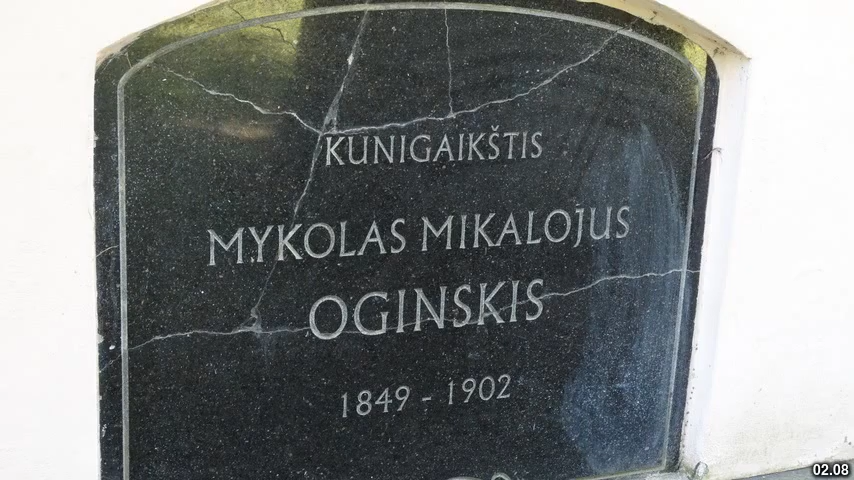 KUNIGAIKŠTIS
MYKOLAS MIKALOJUS
OGINSKIS
1849 - 1902
02.08